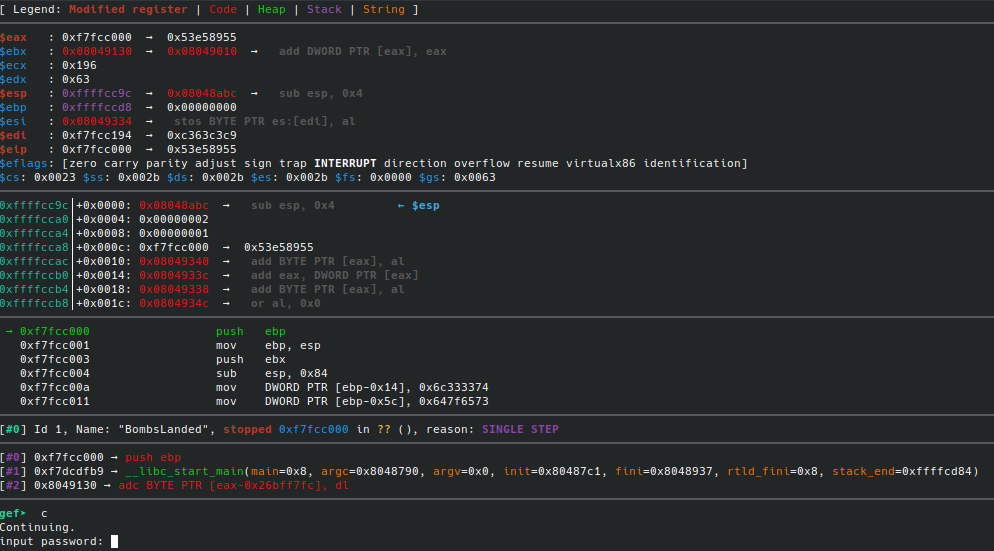 [ Legend: Modified register | Code | Heap | Stack | String ]
$eax   : 0xf7fcc000  →  0x53e58955
$ebx   : 0x08049130  →  0x08049010  →   add DWORD PTR [eax], eax
$ecx   : 0x196
$edx   : 0x63
$esp   : 0xffffcc9c  →  0x08048abc  →   sub esp, 0x4
$ebp   : 0xffffccd8  →  0x00000000
$esi   : 0x08049334  →   stos BYTE PTR es:[edi], al
$edi   : 0xf7fcc194  →  0xc363c3c9
$eip   : 0xf7fcc000  →  0x53e58955
$eflags: [zero carry parity adjust sign trap INTERRUPT direction overflow resume virtualx86 identification]
$cs: 0x0023 $ss: 0x002b $ds: 0x002b $es: 0x002b $fs: 0x0000 $gs: 0x0063
0xffffcc9c│+0x0000: 0x08048abc  →   sub esp, 0x4         ← $esp
0xffffcca0│+0x0004: 0x00000002
0xffffcca4│+0x0008: 0x00000001
0xffffcca8│+0x000c: 0xf7fcc000  →  0x53e58955
0xffffccac│+0x0010: 0x08049340  →   add BYTE PTR [eax], al
0xffffccb0│+0x0014: 0x0804933c  →   add eax, DWORD PTR [eax]
0xffffccb4│+0x0018: 0x08049338  →   add BYTE PTR [eax], al
0xffffccb8│+0x001c: 0x0804934c  →   or al, 0x0
→ 0xf7fcc000                  push   ebp
0xf7fcc001                  mov    ebp, esp
0xf7fcc003                  push   ebx
0xf7fcc004                  sub    esp, 0x84
0xf7fcc00a                  mov    DWORD PTR [ebp-0x14], 0x6c333374
0xf7fcc011                  mov    DWORD PTR [ebp-0x5c], 0x647f6573
[#0] Id 1, Name: "BombsLanded", stopped 0xf7fcc000 in ?? (), reason: SINGLE STEP
[#0] 0xf7fcc000 → push ebp
[#1] 0xf7dcdfb9 → __libc_start_main(main=0x8, argc=0x8048790, argv=0x0, init=0x80487c1, fini=0x8048937, rtld_fini=0x8, stack_end=0xffffcd84)
[#2] 0x8049130 → adc BYTE PTR [eax-0x26bff7fc], dl
gef➤  c
Continuing.
input password: